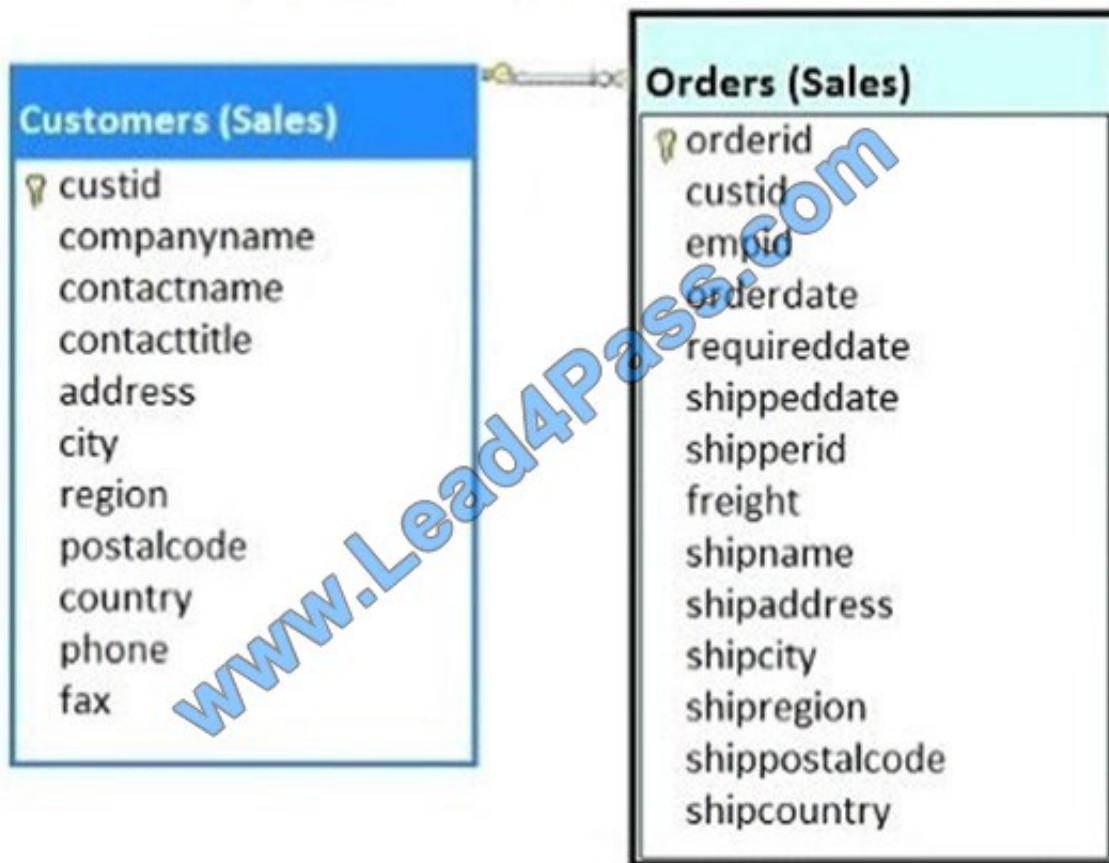 Customers (Sales)
custid
companyname
contactname
contacttitle
address
city
region
postalcode
country
phone
fax
Orders (Sales)
orderid
custid
empid
orderdate
requireddate
shippeddate
shipperid
freight
shipname
shipaddress
shipcity
shipregion
shippostalcode
shipcountry
www.Lead4Pass.com